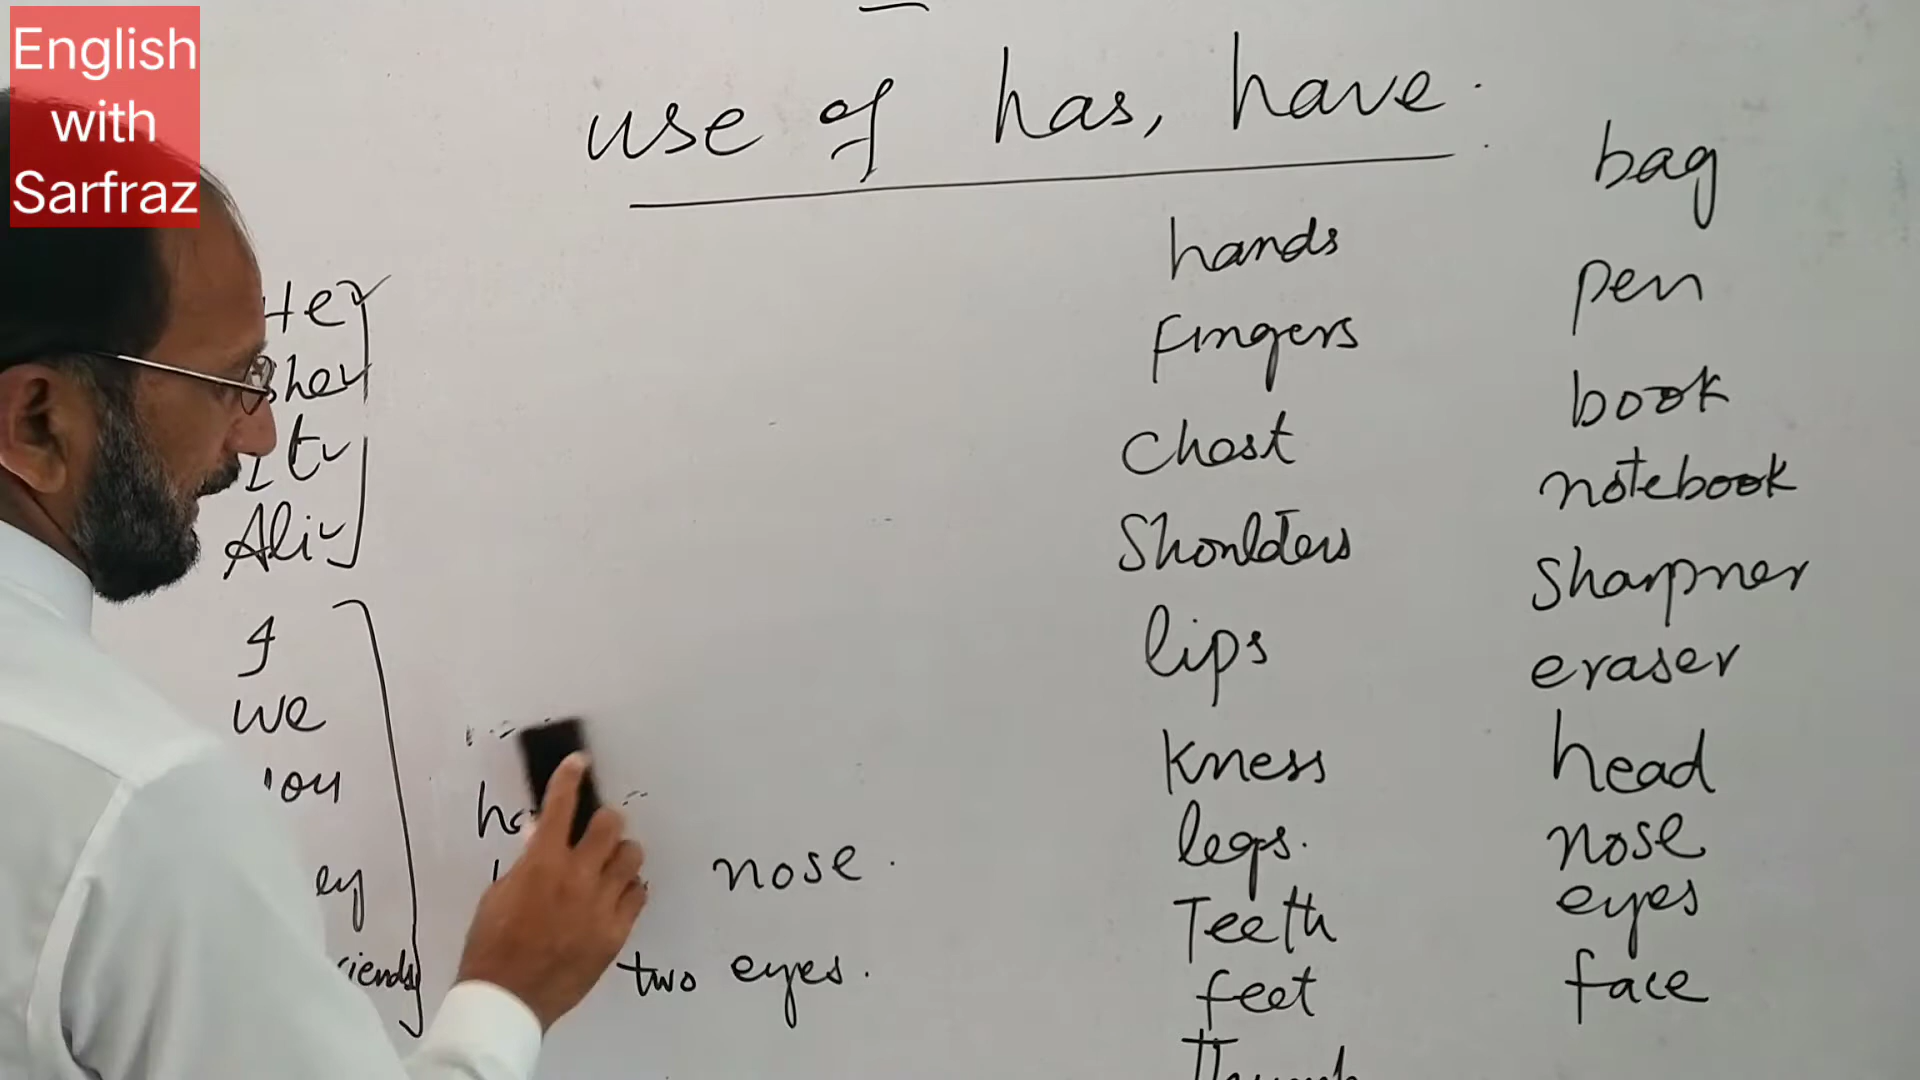 English
with
Sarfraz
use of has, have.
He
She
It
Ali
I
we
nose.
two eyes.
hands
Fingers
Chest
Shoulders
lips
Kness
legs.
Teeth
feet
bag
pen
book
notebook
Sharpner
eraser
head
nose
eyes
face